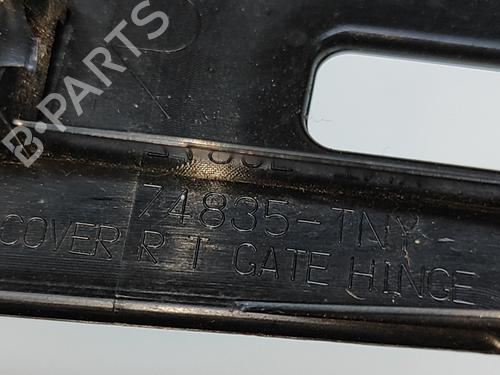 B-PARTS
74835-TNY
COVER R T GATE HINGE